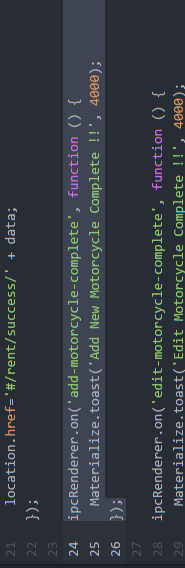 21 location.href='#/rent/success/' + data;
22 });
23
24 ipcRenderer.on('add-motorcycle-complete', function () {
25 Materialize.toast('Add New Motorcycle Complete !!', 4000);
26 });
27
28 ipcRenderer.on('edit-motorcycle-complete', function () {
29 Materialize.toast('Edit Motorcycle Complete !!', 4000);